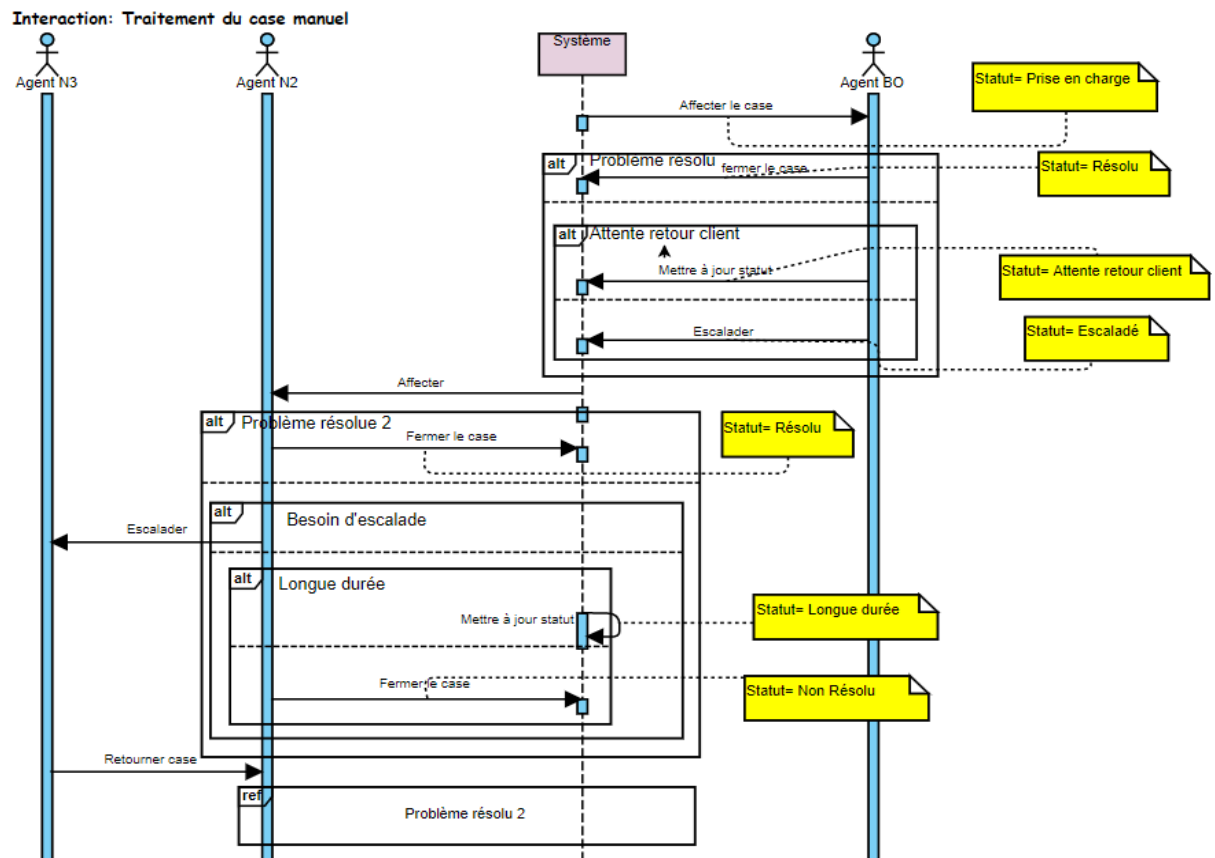 Interaction: Traitement du case manuel
Agent N3
Agent N2
Système
Agent BO
Statut= Prise en charge
Affecter le case
alt
Problème résolu
fermer le case
Statut= Résolu
alt
Attente retour client
Mettre à jour statut
Statut= Attente retour client
Escalader
Statut= Escaladé
Affecter
alt
Problème résolue 2
Fermer le case
Statut= Résolu
alt
Besoin d'escalade
Escalader
alt
Longue durée
Mettre à jour statut
Statut= Longue durée
Fermer le case
Statut= Non Résolu
Retourner case
ref
Problème résolu 2